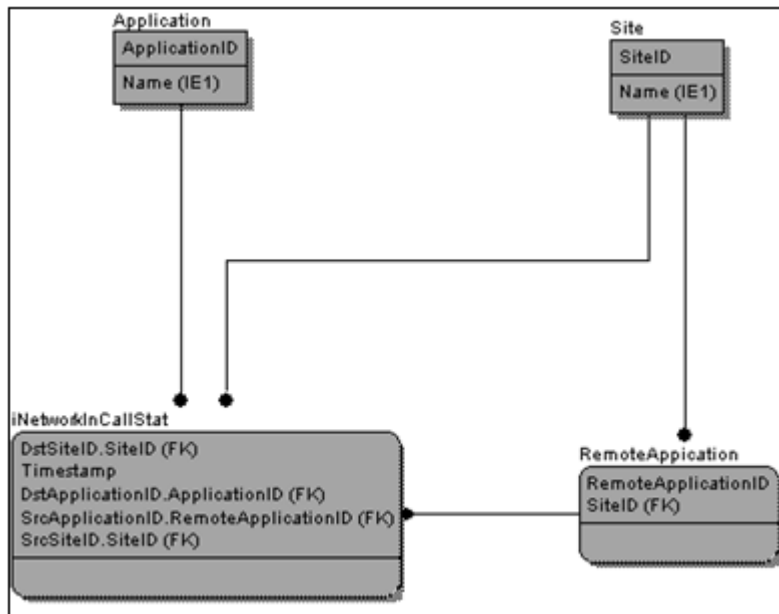 Application
ApplicationID
Name (IE1)
Site
SiteID
Name (IE1)
iNetworkInCallStat
DstSiteID.SiteID (FK)
Timestamp
DstApplicationID.ApplicationID (FK)
SrcApplicationID.RemoteApplicationID (FK)
SrcSiteID.SiteID (FK)
RemoteAppication
RemoteApplicationID
SiteID (FK)